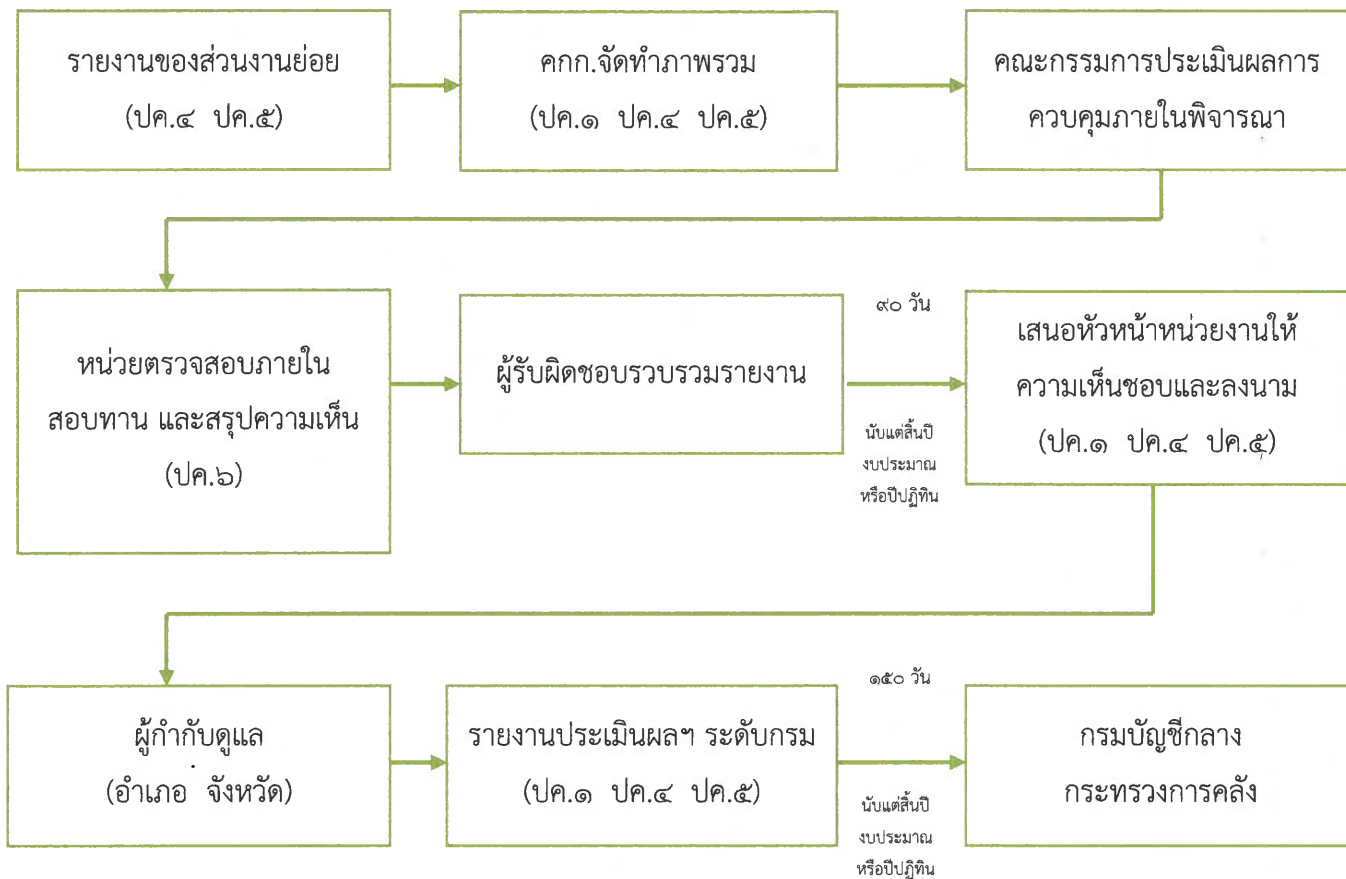 รายงานของส่วนงานย่อย
(ปค.๔ ปค.๕)
คกก.จัดทำภาพรวม
(ปค.๑ ปค.๔ ปค.๕)
คณะกรรมการประเมินผลการ
ควบคุมภายในพิจารณา
หน่วยตรวจสอบภายใน
สอบทาน และสรุปความเห็น
(ปค.๖)
ผู้รับผิดชอบรวบรวมรายงาน
๙๐ วัน
นับแต่สิ้นปี
งบประมาณ
หรือปีปฏิทิน
เสนอหัวหน้าหน่วยงานให้
ความเห็นชอบและลงนาม
(ปค.๑ ปค.๔ ปค.๕)
ผู้กำกับดูแล
(อำเภอ จังหวัด)
รายงานประเมินผลฯ ระดับกรม
(ปค.๑ ปค.๔ ปค.๕)
๑๕๐ วัน
นับแต่สิ้นปี
งบประมาณ
หรือปีปฏิทิน
กรมบัญชีกลาง
กระทรวงการคลัง